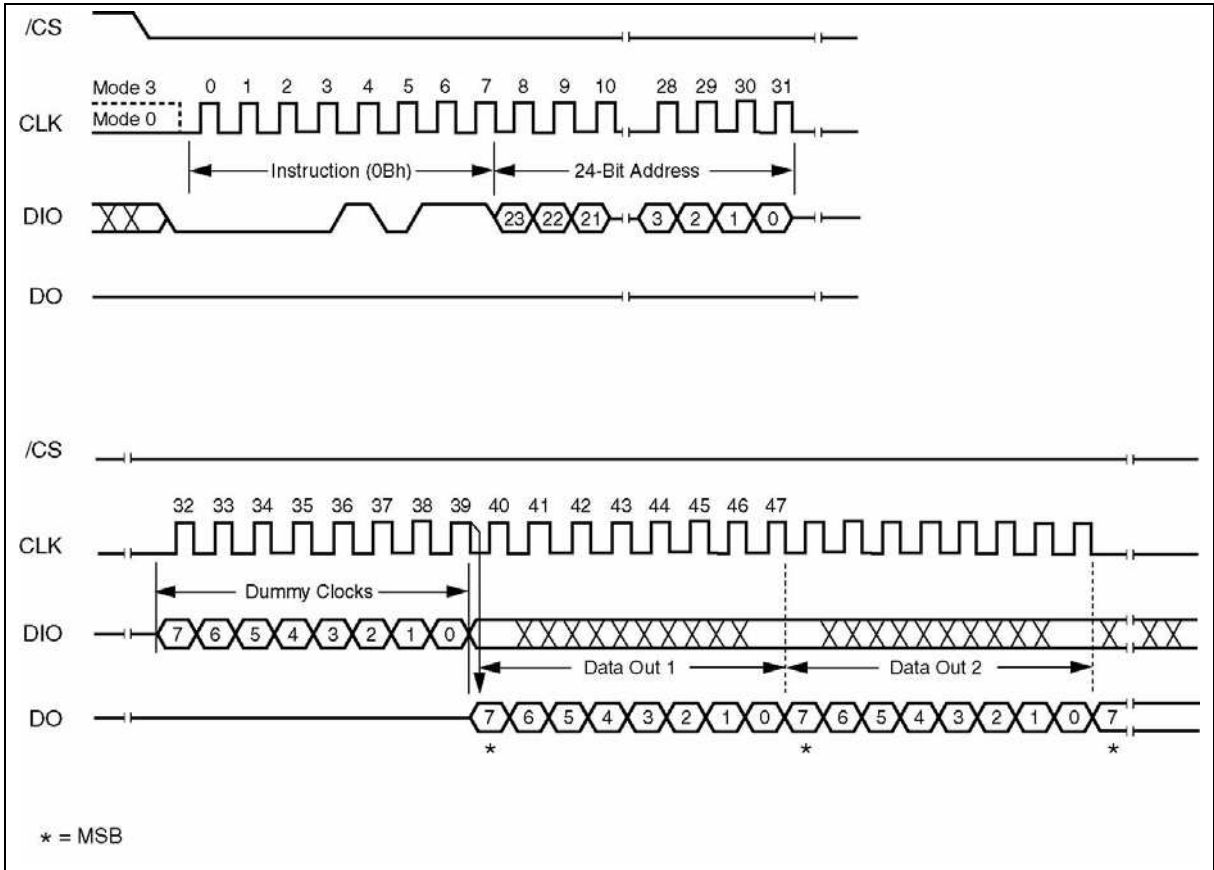 /CS
Mode 3 0 1 2 3 4 5 6 7 8 9 10 28 29 30 31
CLK Mode 0
Instruction (0Bh) 24-Bit Address
DIO 23 22 21 3 2 1 0
DO
/CS
32 33 34 35 36 37 38 39 40 41 42 43 44 45 46 47
CLK
Dummy Clocks
DIO 7 6 5 4 3 2 1 0
Data Out 1 Data Out 2
DO 7 6 5 4 3 2 1 0 7 6 5 4 3 2 1 0 7
* * *
* = MSB